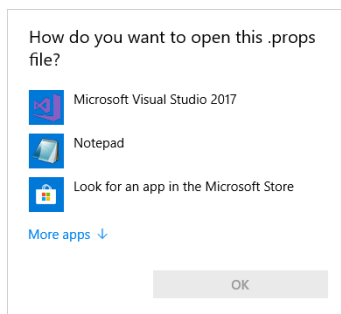 How do you want to open this .props
file?
Microsoft Visual Studio 2017
Notepad
Look for an app in the Microsoft Store
More apps ↓
OK